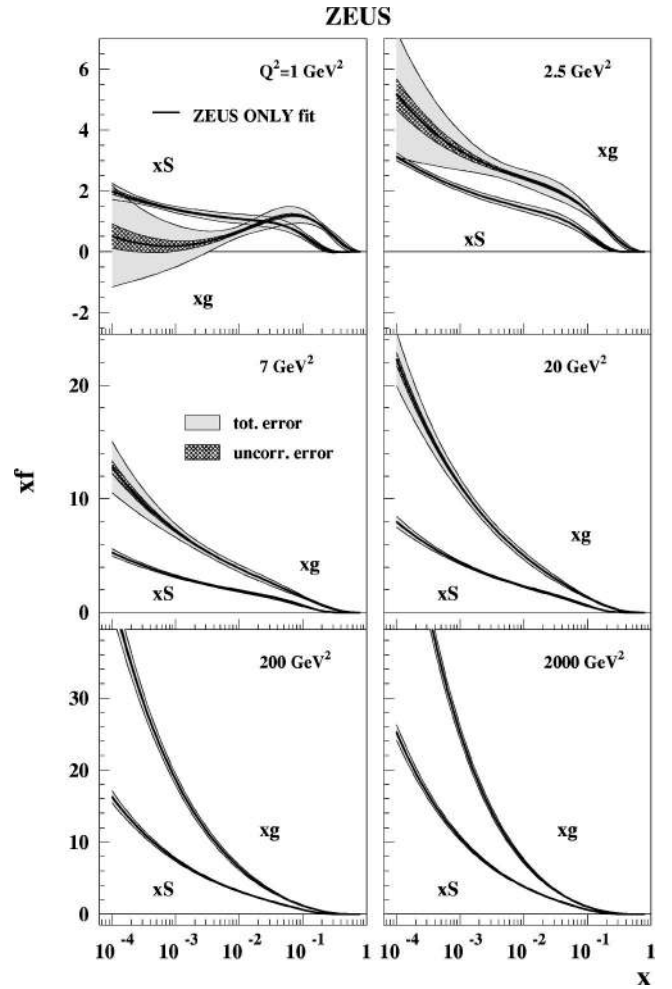 ZEUS
Q²=1 GeV²
ZEUS ONLY fit
xS
xg
6
4
2
0
-2
2.5 GeV²
xg
xS
7 GeV²
tot. error
uncorr. error
xg
xS
20
10
0
20 GeV²
xg
xS
xf
200 GeV²
xg
xS
30
20
10
0
2000 GeV²
xg
xS
10⁻⁴ 10⁻³ 10⁻² 10⁻¹ 1
10⁻⁴ 10⁻³ 10⁻² 10⁻¹ 1
x